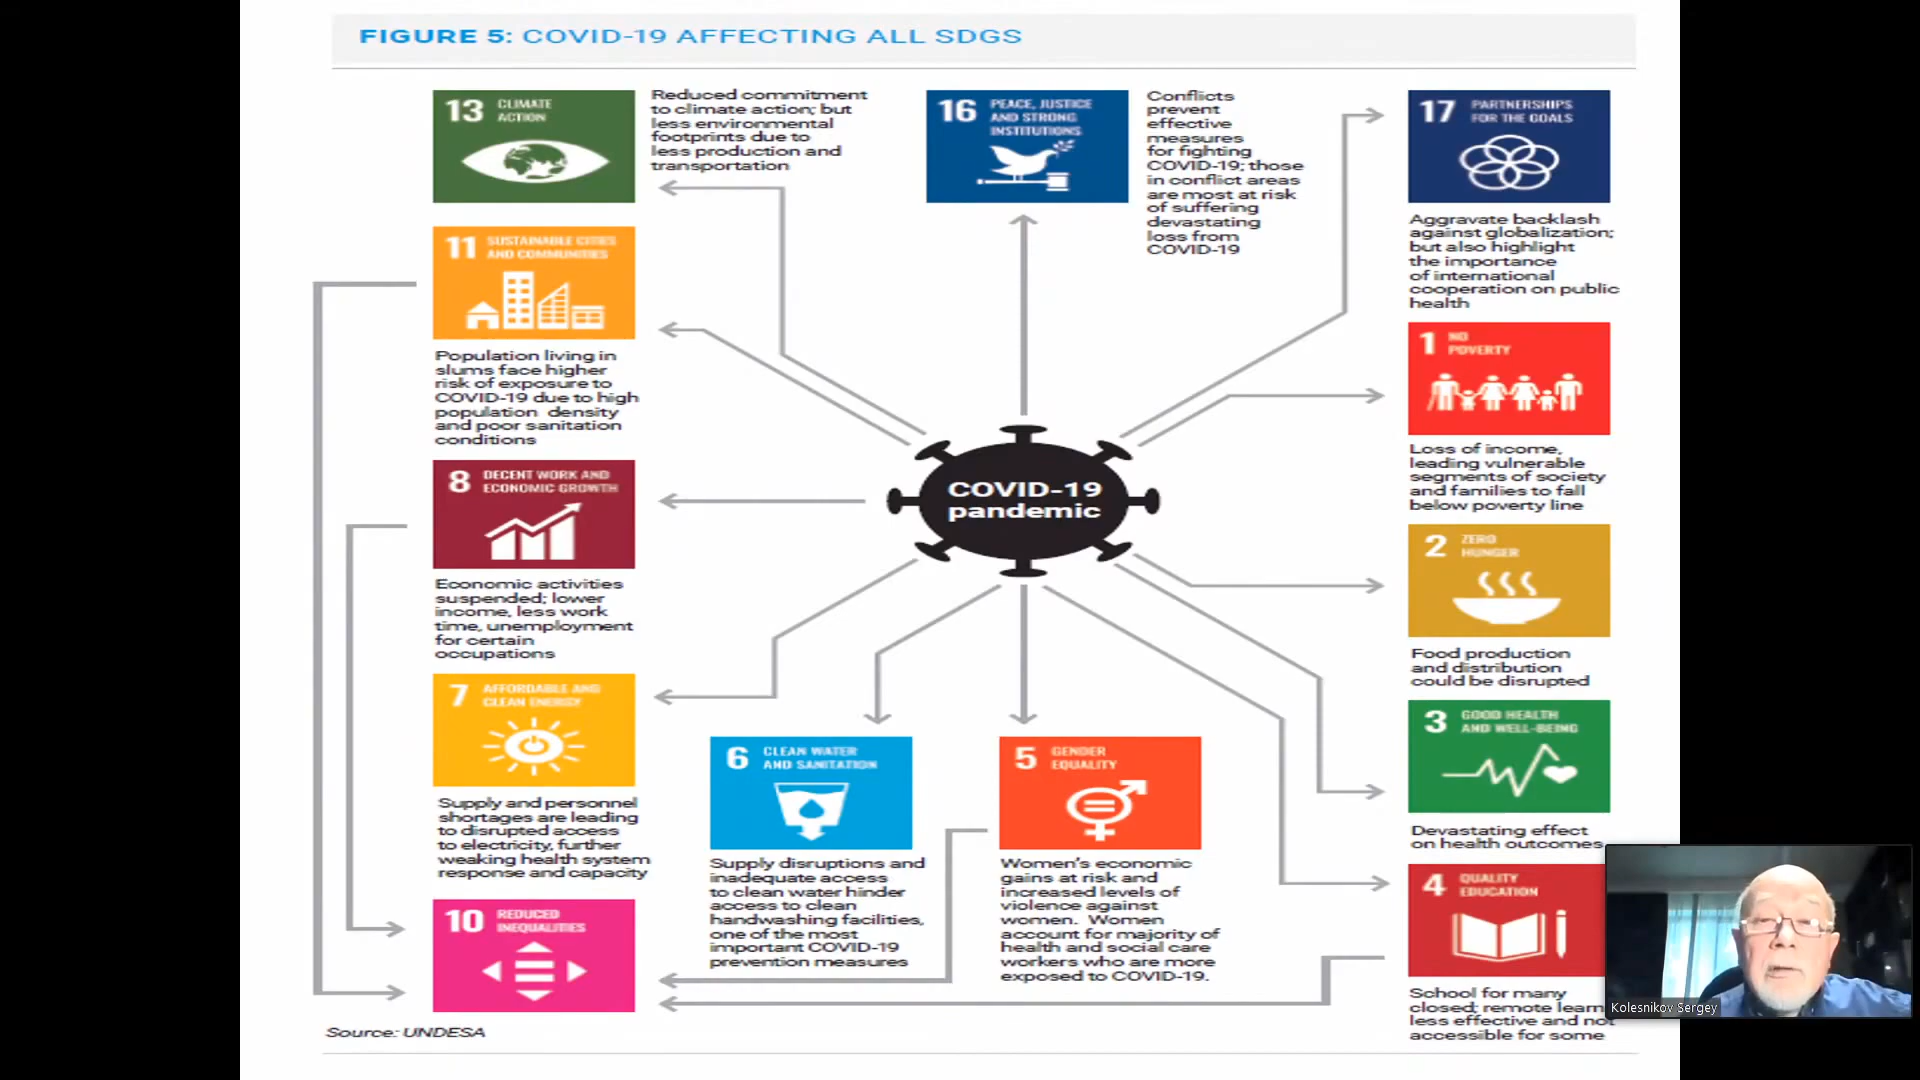 FIGURE 5: COVID-19 AFFECTING ALL SDGS
13 CLIMATE
ACTION
Reduced commitment
to climate action; but
less environmental
footprints due to
less production and
transportation
16 PEACE, JUSTICE
AND STRONG
INSTITUTIONS
Conflicts
prevent
effective
measures
for fighting
COVID-19; those
in conflict areas
are most at risk
of suffering
devastating
loss from
COVID-19
17 PARTNERSHIPS
FOR THE GOALS
Aggravate backlash
against globalization;
but also highlight
the importance
of international
cooperation on public
health
11 SUSTAINABLE CITIES
AND COMMUNITIES
Population living in
slums face higher
risk of exposure to
COVID-19 due to high
population density
and poor sanitation
conditions
1 NO
POVERTY
Loss of income,
leading vulnerable
segments of society
and families to fall
below poverty line
8 DECENT WORK AND
ECONOMIC GROWTH
Economic activities
suspended; lower
income, less work
time, unemployment
for certain
occupations
COVID-19
pandemic
2 ZERO
HUNGER
Food production
and distribution
could be disrupted
7 AFFORDABLE AND
CLEAN ENERGY
Supply and personnel
shortages are leading
to disrupted access
to electricity, further
weaking health system
response and capacity
6 CLEAN WATER
AND SANITATION
Supply disruptions and
inadequate access
to clean water hinder
access to clean
handwashing facilities,
one of the most
important COVID-19
prevention measures
5 GENDER
EQUALITY
Women's economic
gains at risk and
increased levels of
violence against
women. Women
account for majority of
health and social care
workers who are more
exposed to COVID-19.
3 GOOD HEALTH
AND WELL-BEING
Devastating effect
on health outcomes
4 QUALITY
EDUCATION
School for many
closed; remote learn
less effective and not
accessible for some
10 REDUCED
INEQUALITIES
Source: UNDESA
Kolesnikov Sergey